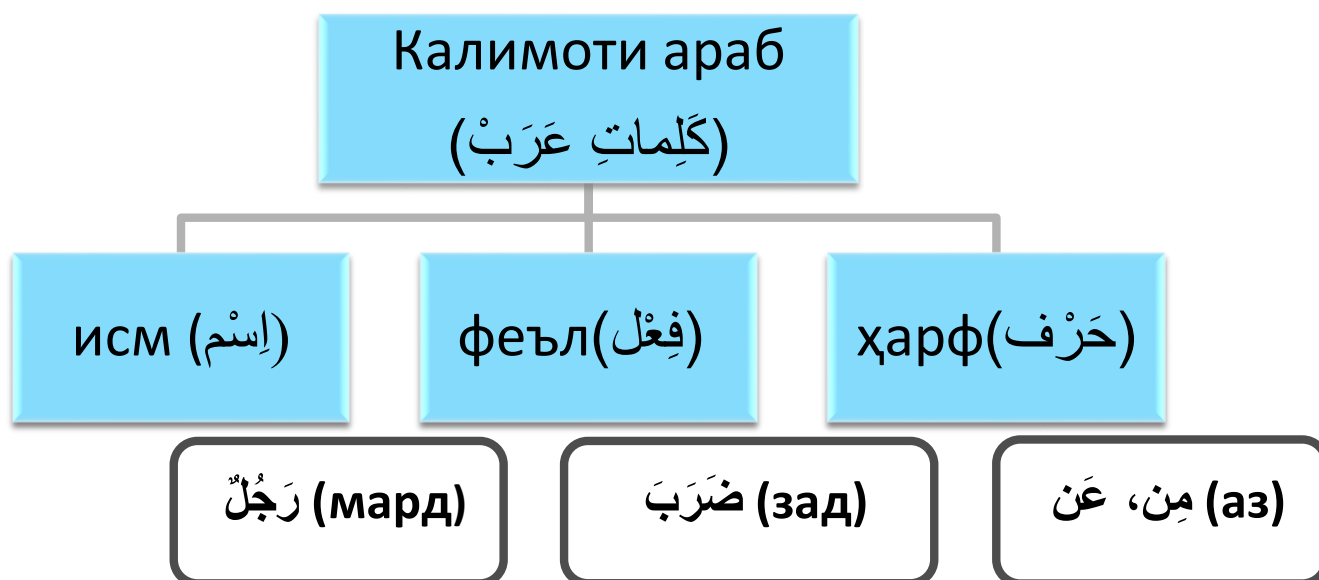 Калимоти араб
(كَلِماتِ عَرَبْ)
исм (اِسْم)
феъл(فِعْل)
ҳарф(حَرْف)
رَجُلٌ (мард)
ضَرَبَ (зад)
مِن، عَن (аз)